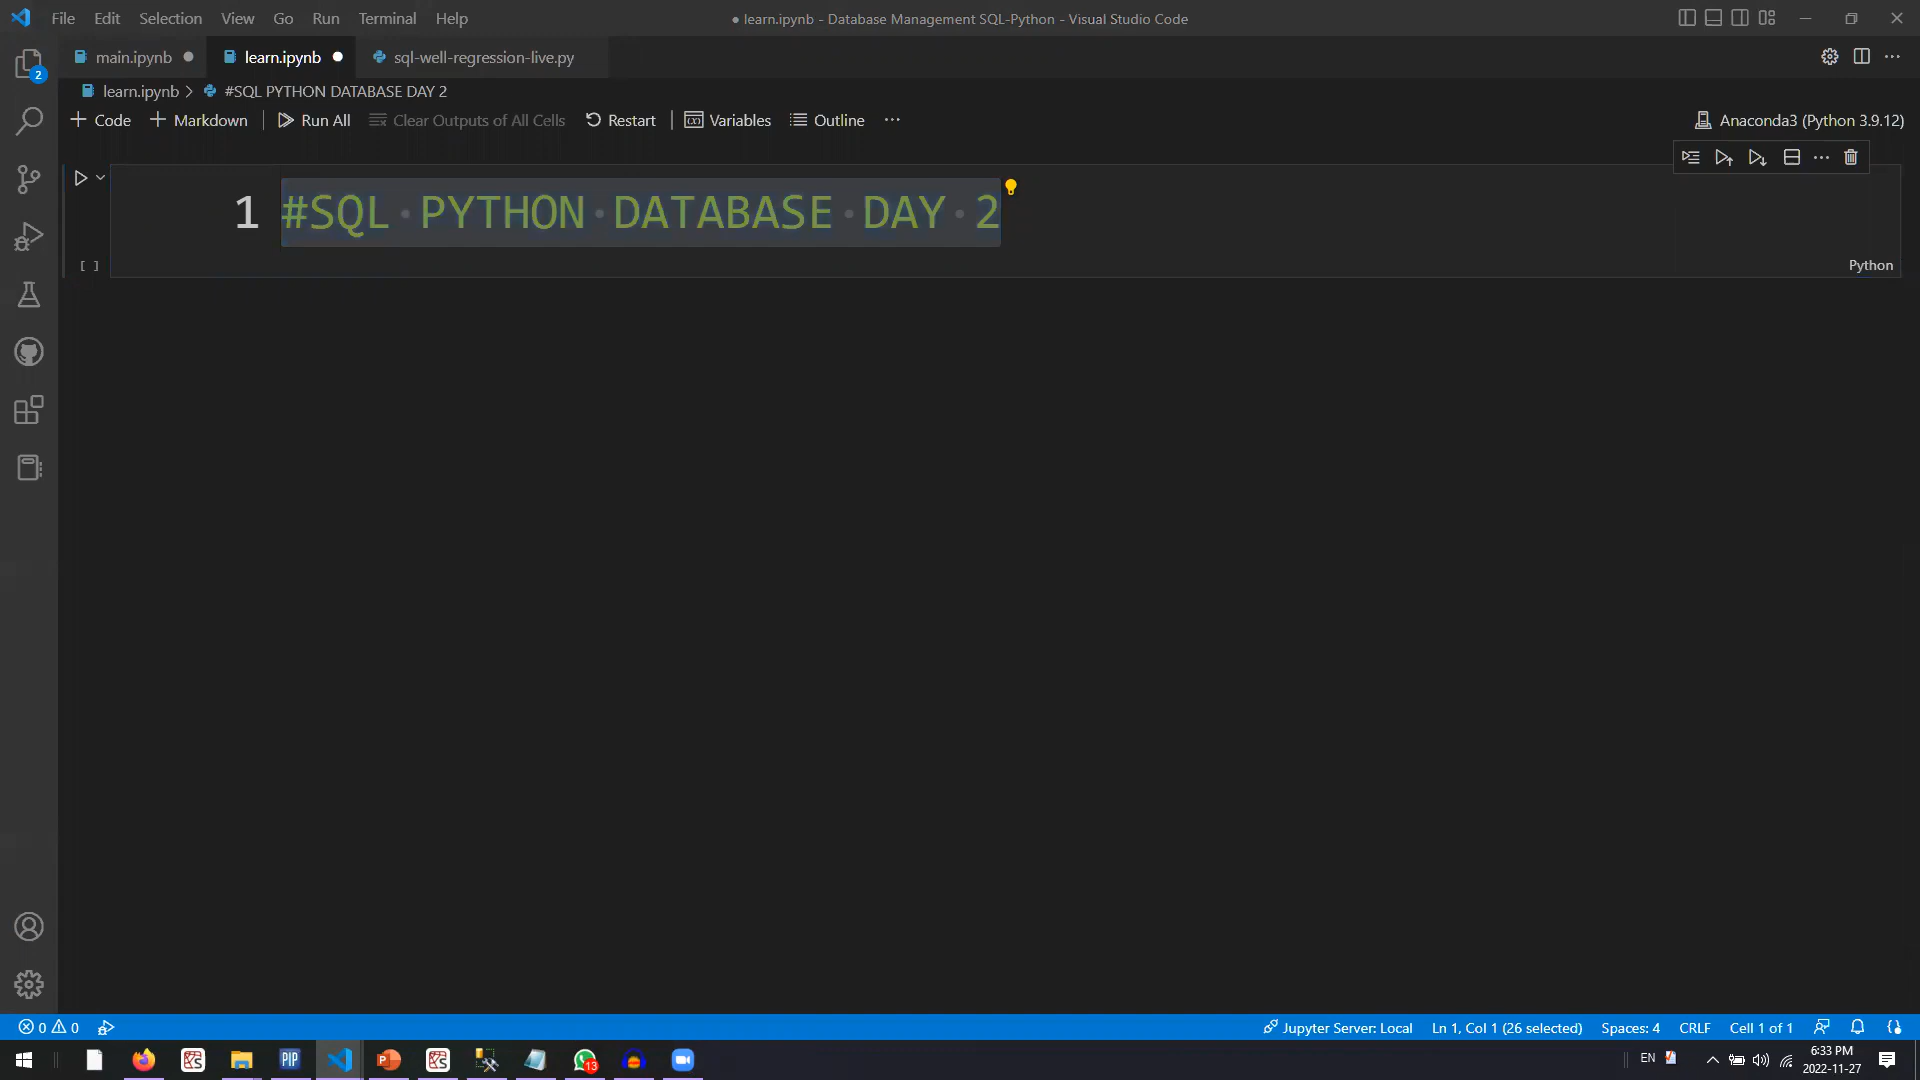 File Edit Selection View Go Run Terminal Help
● learn.ipynb - Database Management SQL-Python - Visual Studio Code
main.ipynb learn.ipynb sql-well-regression-live.py
learn.ipynb > #SQL PYTHON DATABASE DAY 2
+ Code + Markdown Run All Clear Outputs of All Cells Restart Variables Outline ...
Anaconda3 (Python 3.9.12)
1 #SQL PYTHON DATABASE DAY 2
[ ]
Python
2
0 0
Jupyter Server: Local Ln 1, Col 1 (26 selected) Spaces: 4 CRLF Cell 1 of 1
PIP
13
EN
6:33 PM
2022-11-27